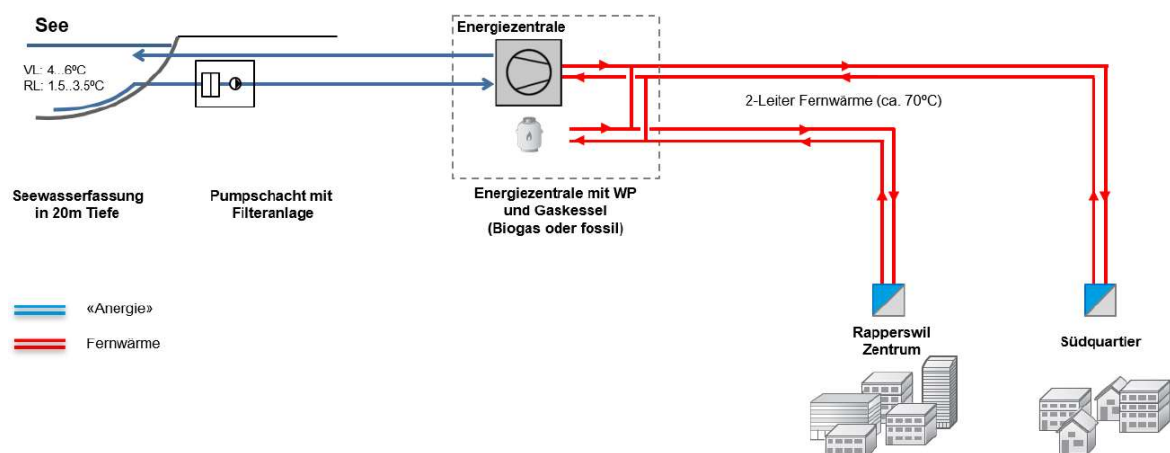 See
Energiezentrale
VL: 4...6ºC
RL: 1.5..3.5ºC
2-Leiter Fernwärme (ca. 70ºC)
Seewasserfassung
in 20m Tiefe
Pumpschacht mit
Filteranlage
Energiezentrale mit WP
und Gaskessel
(Biogas oder fossil)
«Anergie»
Fernwärme
Rapperswil
Zentrum
Südquartier